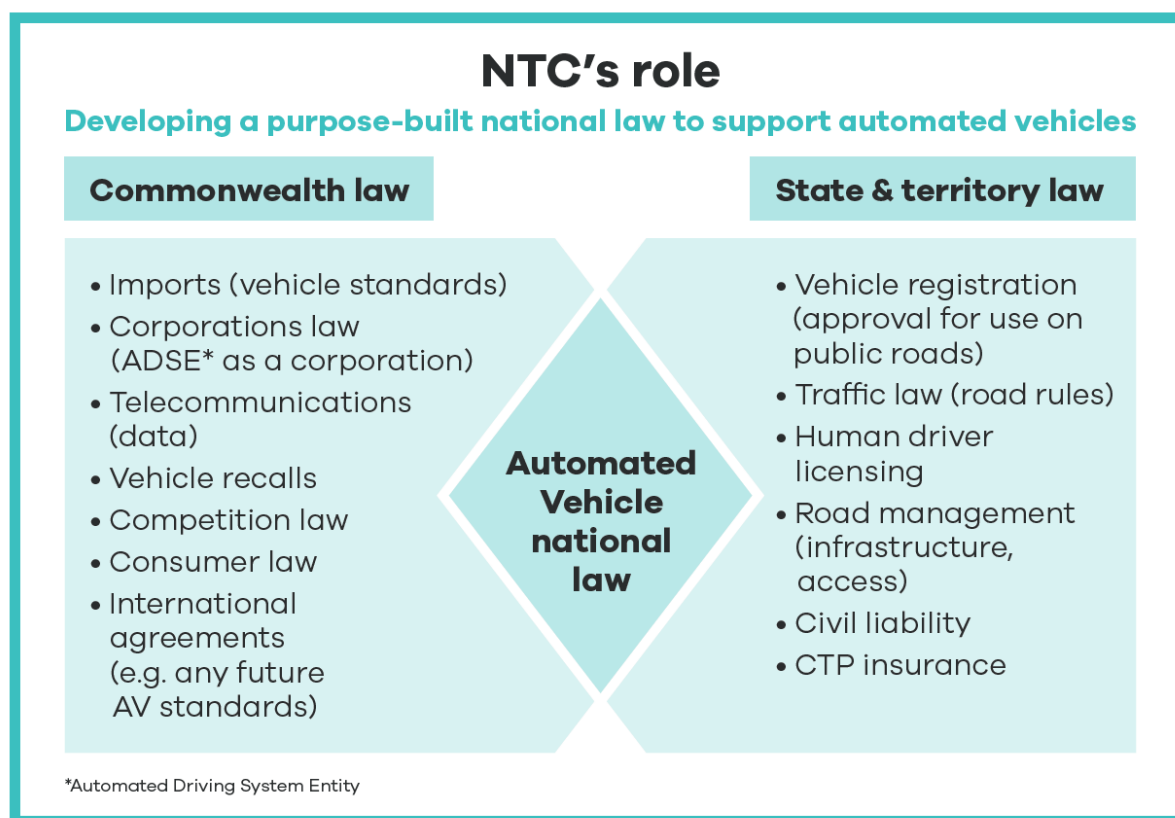 NTC's role
Developing a purpose-built national law to support automated vehicles
Commonwealth law
• Imports (vehicle standards)
• Corporations law
(ADSE* as a corporation)
• Telecommunications
(data)
• Vehicle recalls
• Competition law
• Consumer law
• International
agreements
(e.g. any future
AV standards)
Automated
Vehicle
national
law
State & territory law
• Vehicle registration
(approval for use on
public roads)
• Traffic law (road rules)
• Human driver
licensing
• Road management
(infrastructure,
access)
• Civil liability
• CTP insurance
*Automated Driving System Entity